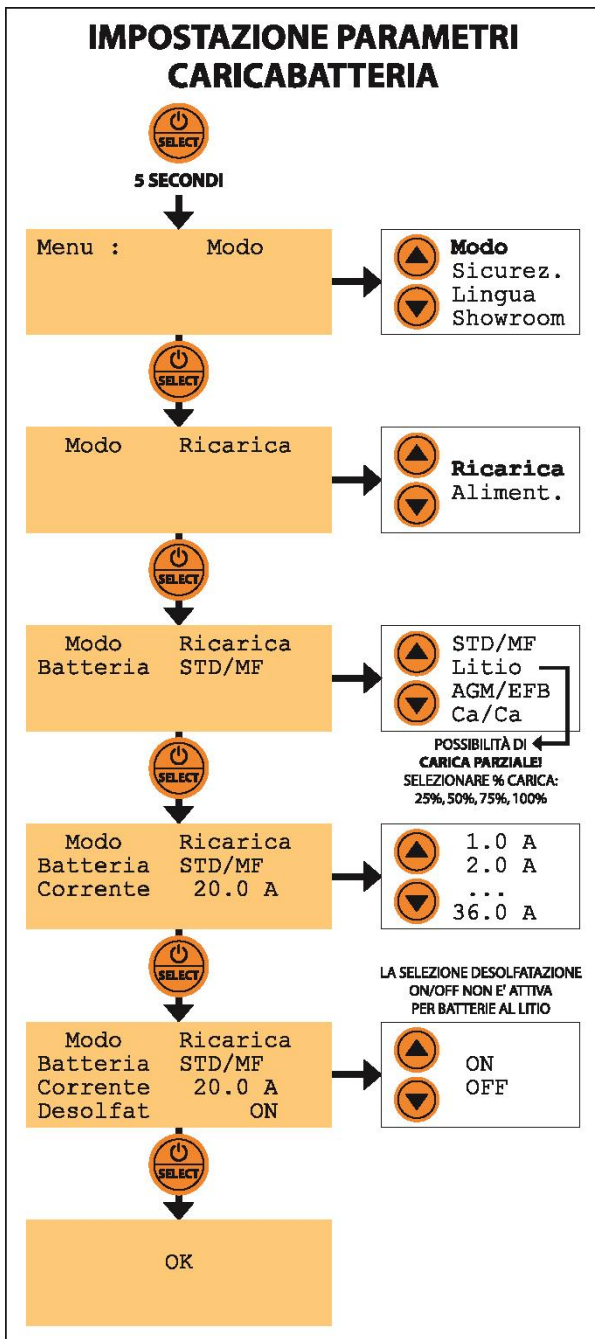 IMPOSTAZIONE PARAMETRI
CARICABATTERIA
SELECT
5 SECONDI
Menu : Modo
Modo
Sicurez.
Lingua
Showroom
SELECT
Modo Ricarica
Ricarica
Aliment.
SELECT
Modo Ricarica
Batteria STD/MF
STD/MF
Litio
AGM/EFB
Ca/Ca
POSSIBILITÀ DI
CARICA PARZIALE!
SELEZIONARE % CARICA:
25%, 50%, 75%, 100%
SELECT
Modo Ricarica
Batteria STD/MF
Corrente 20.0 A
1.0 A
2.0 A
...
36.0 A
SELECT
LA SELEZIONE DESOLFATAZIONE
ON/OFF NON E' ATTIVA
PER BATTERIE AL LITIO
Modo Ricarica
Batteria STD/MF
Corrente 20.0 A
Desolfat ON
ON
OFF
SELECT
OK